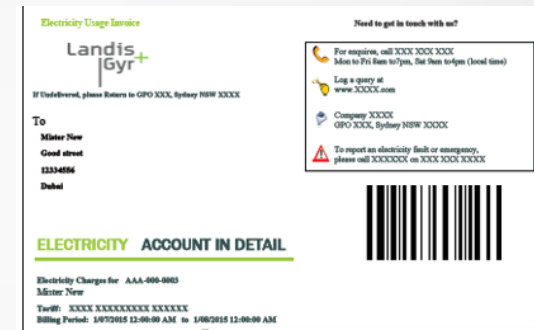 Electricity Usage Invoice
Need to get in touch with us?
Landis+
Gyr
If Undelivered, please Return to GPO XXX, Sydney NSW XXXX
For enquires, call XXX XXX XXX
Mon to Fri 8am to7pm, Sat 9am to4pm (local time)
Log a query at
www.XXXX.com
Company XXXX
GPO XXX, Sydney NSW XXXX
To report an electricity fault or emergency,
please call XXXXXX on XXX XXX XXXX
To
Mister New
Good street
12334556
Dubai
ELECTRICITY ACCOUNT IN DETAIL
Electricity Charges for AAA-000-0003
Mister New
Tariff: XXXX XXXXXXXXX XXXXXX
Billing Period: 1/07/2015 12:00:00 AM to 1/08/2015 12:00:00 AM